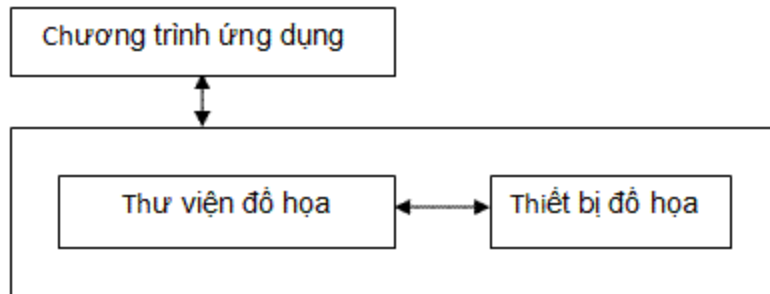 Chương trình ứng dụng
Thư viện đồ họa
Thiết bị đồ họa